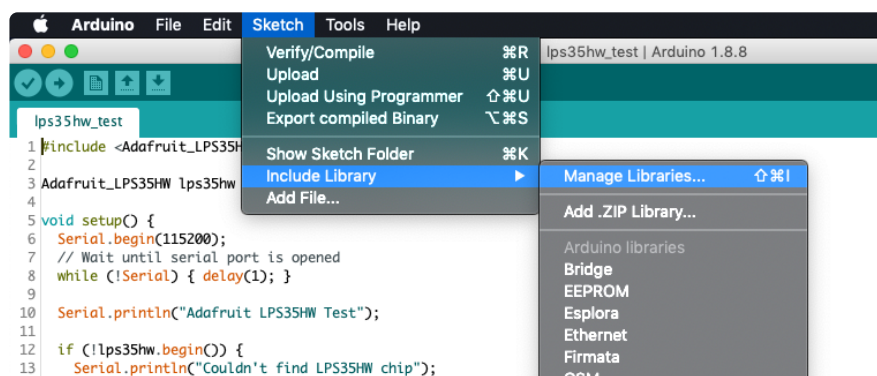 Arduino File Edit Sketch Tools Help
lps35hw_test | Arduino 1.8.8
Verify/Compile ⌘R
Upload ⌘U
Upload Using Programmer ⇧⌘U
Export compiled Binary ⌥⌘S
Show Sketch Folder ⌘K
Include Library ▶
Add File...
Manage Libraries... ⇧⌘I
Add .ZIP Library...
Arduino libraries
Bridge
EEPROM
Esplora
Ethernet
Firmata
lps35hw_test
1 #include <Adafruit_LPS35H
2
3 Adafruit_LPS35HW lps35hw
4
5 void setup() {
6 Serial.begin(115200);
7 // Wait until serial port is opened
8 while (!Serial) { delay(1); }
9
10 Serial.println("Adafruit LPS35HW Test");
11
12 if (!lps35hw.begin()) {
13 Serial.println("Couldn't find LPS35HW chip");